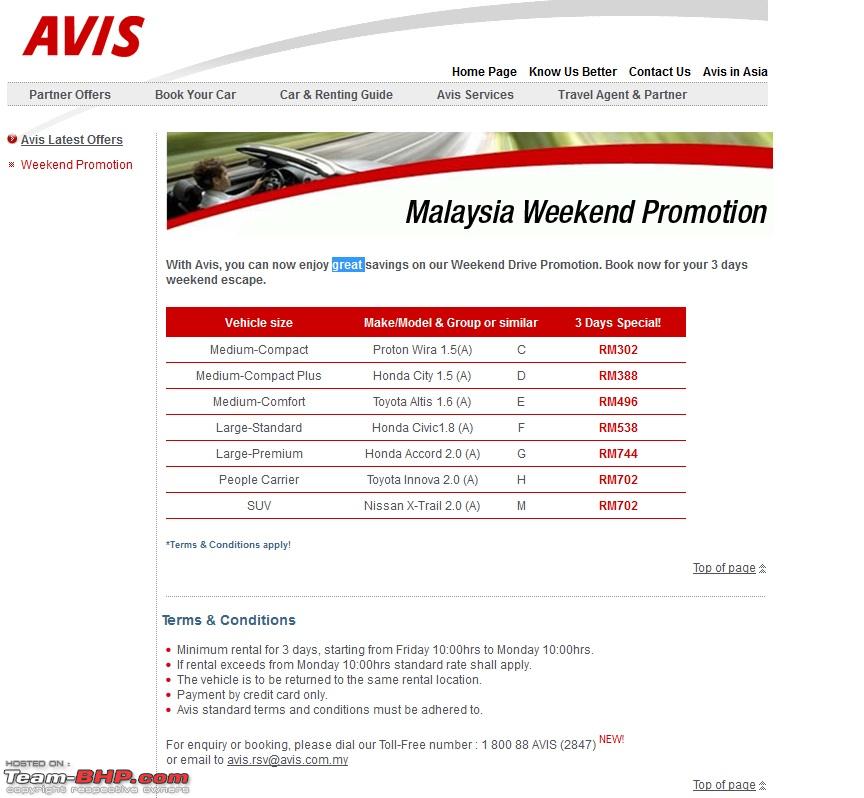 AVIS
Home Page Know Us Better Contact Us Avis in Asia
Partner Offers Book Your Car Car & Renting Guide Avis Services Travel Agent & Partner
Avis Latest Offers
Weekend Promotion
Malaysia Weekend Promotion
With Avis, you can now enjoy great savings on our Weekend Drive Promotion. Book now for your 3 days
weekend escape.
Vehicle size Make/Model & Group or similar 3 Days Special!
Medium-Compact Proton Wira 1.5(A) C RM302
Medium-Compact Plus Honda City 1.5 (A) D RM388
Medium-Comfort Toyota Altis 1.6 (A) E RM496
Large-Standard Honda Civic1.8 (A) F RM538
Large-Premium Honda Accord 2.0 (A) G RM744
People Carrier Toyota Innova 2.0 (A) H RM702
SUV Nissan X-Trail 2.0 (A) M RM702
*Terms & Conditions apply!
Top of page
Terms & Conditions
Minimum rental for 3 days, starting from Friday 10:00hrs to Monday 10:00hrs.
If rental exceeds from Monday 10:00hrs standard rate shall apply.
The vehicle is to be returned to the same rental location.
Payment by credit card only.
Avis standard terms and conditions must be adhered to.
For enquiry or booking, please dial our Toll-Free number : 1 800 88 AVIS (2847) NEW!
or email to avis.rsv@avis.com.my
Top of page
HOSTED ON :
Team-BHP.com
copyright respective owners